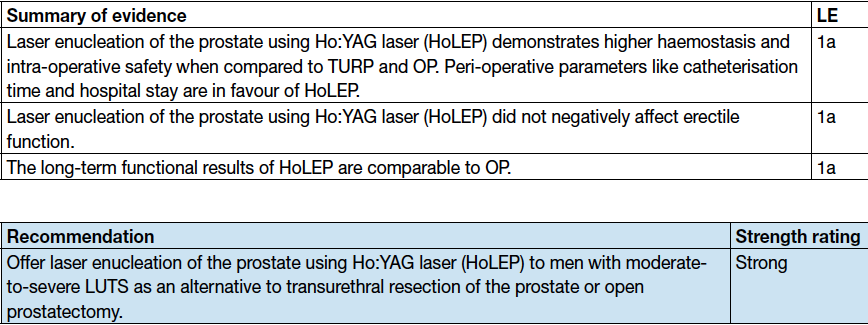 Summary of evidence LE
Laser enucleation of the prostate using Ho:YAG laser (HoLEP) demonstrates higher haemostasis and 1a
intra-operative safety when compared to TURP and OP. Peri-operative parameters like catheterisation
time and hospital stay are in favour of HoLEP.
Laser enucleation of the prostate using Ho:YAG laser (HoLEP) did not negatively affect erectile 1a
function.
The long-term functional results of HoLEP are comparable to OP. 1a
Recommendation Strength rating
Offer laser enucleation of the prostate using Ho:YAG laser (HoLEP) to men with moderate- Strong
to-severe LUTS as an alternative to transurethral resection of the prostate or open
prostatectomy.